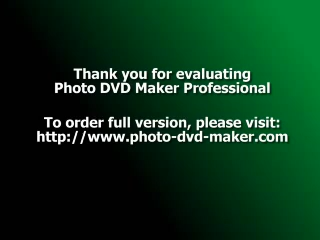 Thank you for evaluating
Photo DVD Maker Professional
To order full version, please visit:
http://www.photo-dvd-maker.com